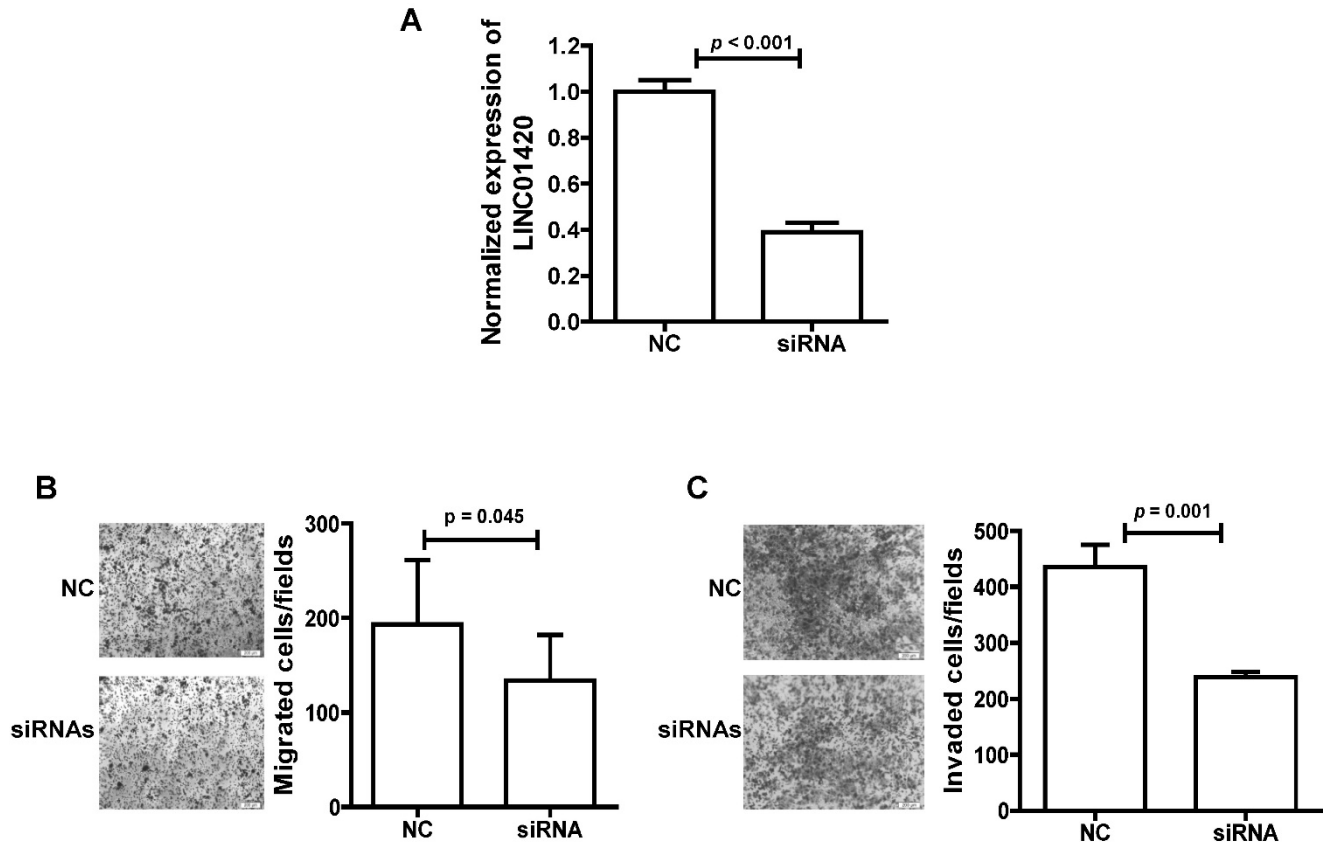 A
Normalized expression of
LINC01420
p < 0.001
1.2
1.0
0.8
0.6
0.4
0.2
0.0
NC
siRNA
B
NC
siRNAs
Migrated cells/fields
p = 0.045
300
200
100
0
NC
siRNA
C
NC
siRNAs
Invaded cells/fields
p = 0.001
500
400
300
200
100
0
NC
siRNA